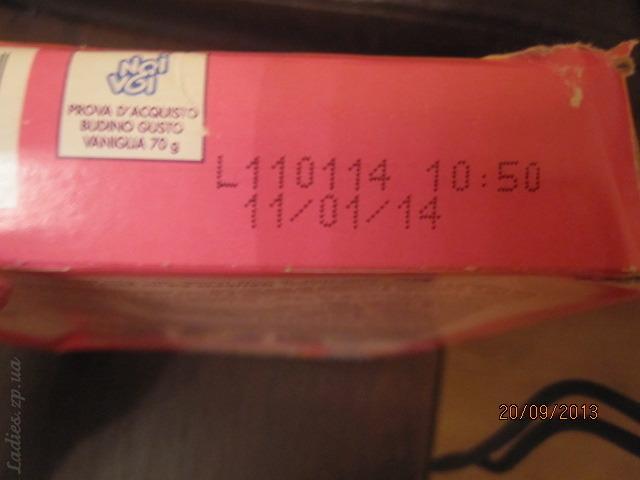 Noi
Voi
PROVA D'ACQUISTO
BUDINO GUSTO
VANIGLIA 70 g
L110114 10:50
11/01/14
20/09/2013
Ladies.zp.ua